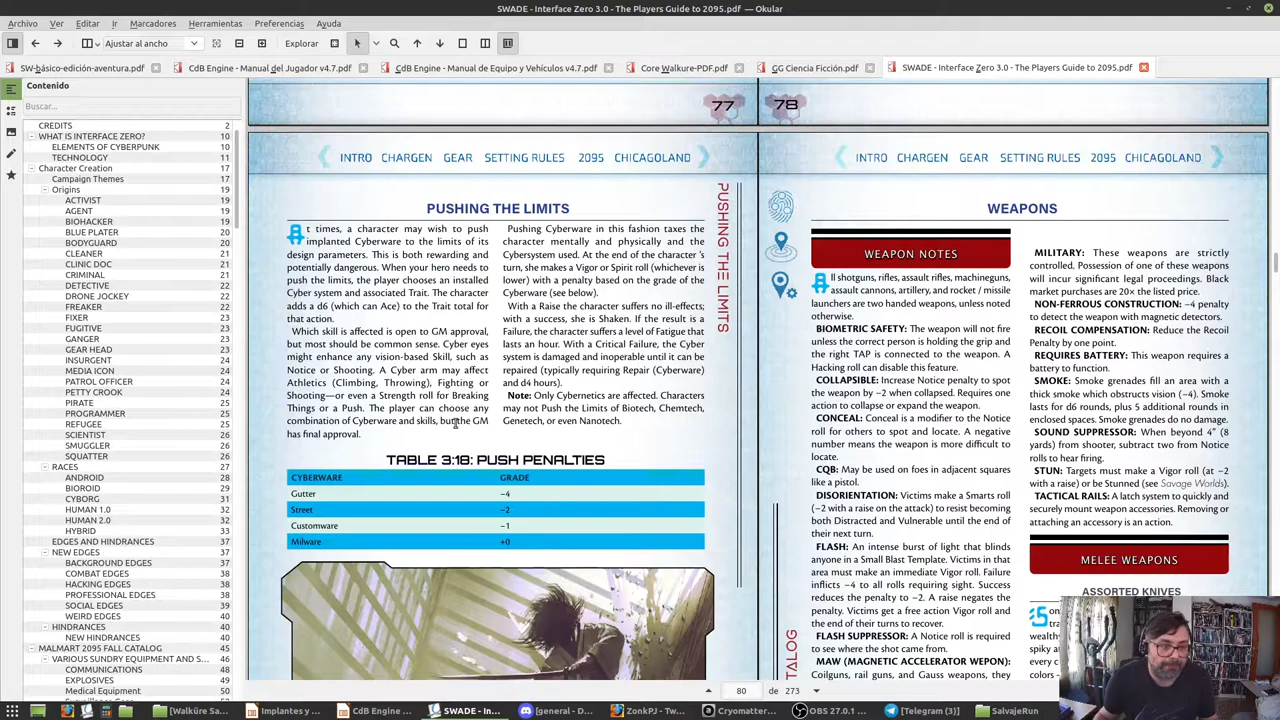 SWADE - Interface Zero 3.0 - The Players Guide to 2095.pdf — Okular
Archivo Ver Editar Ir Marcadores Herramientas Preferencias Ayuda
Ajustar al ancho Explorar
SW-básico-edición-aventura.pdf CdB Engine - Manual del Jugador v4.7.pdf CdB Engine - Manual de Equipo y Vehículos v4.7.pdf Core Walkure-PDF.pdf GG Ciencia Ficción.pdf SWADE - Interface Zero 3.0 - The Players Guide to 2095.pdf
Contenido
Buscar...
CREDITS 2
WHAT IS INTERFACE ZERO? 10
ELEMENTS OF CYBERPUNK 10
TECHNOLOGY 11
Character Creation 17
Campaign Themes 17
Origins 19
ACTIVIST 19
AGENT 19
BIOHACKER 19
BLUE PLATER 20
BODYGUARD 20
CLEANER 21
CLINIC DOC 21
CRIMINAL 21
DETECTIVE 22
DRONE JOCKEY 22
FREAKER 22
FIXER 22
FUGITIVE 22
GANGER 23
GEAR HEAD 23
INSURGENT 24
MEDIA ICON 24
PATROL OFFICER 24
PETTY CROOK 24
PIRATE 25
PROGRAMMER 25
REFUGEE 25
SCIENTIST 26
SMUGGLER 26
SQUATTER 26
RACES 27
ANDROID 28
BIOROID 29
CYBORG 31
HUMAN 1.0 32
HUMAN 2.0 32
HYBRID 33
EDGES AND HINDRANCES 37
NEW EDGES 37
BACKGROUND EDGES 37
COMBAT EDGES 37
HACKING EDGES 38
PROFESSIONAL EDGES 38
SOCIAL EDGES 39
WEIRD EDGES 40
HINDRANCES 40
NEW HINDRANCES 40
MALMART 2095 FALL CATALOG 45
VARIOUS SUNDRY EQUIPMENT AND S... 46
COMMUNICATIONS 48
EXPLOSIVES 49
Medical Equipment 50
77
INTRO CHARGEN GEAR SETTING RULES 2095 CHICAGOLAND
PUSHING THE LIMITS
At times, a character may wish to push
implanted Cyberware to the limits of its
design parameters. This is both rewarding and
potentially dangerous. When your hero needs to
push the limits, the player chooses an installed
Cyber system and associated Trait. The character
adds a d6 (which can Ace) to the Trait total for
that action.
Which skill is affected is open to GM approval,
but most should be common sense. Cyber eyes
might enhance any vision-based Skill, such as
Notice or Shooting. A Cyber arm may affect
Athletics (Climbing, Throwing), Fighting or
Shooting—or even a Strength roll for Breaking
Things or a Push. The player can choose any
combination of Cyberware and skills, but the GM
has final approval.
Pushing Cyberware in this fashion taxes the
character mentally and physically and the
Cybersystem used. At the end of the character 's
turn, she makes a Vigor or Spirit roll (whichever is
lower) with a penalty based on the grade of the
Cyberware (see below).
With a Raise the character suffers no ill-effects;
with a success, she is Shaken. If the result is a
Failure, the character suffers a level of Fatigue that
lasts an hour. With a Critical Failure, the Cyber
system is damaged and inoperable until it can be
repaired (typically requiring Repair (Cyberware)
and d4 hours).
Note: Only Cybernetics are affected. Characters
may not Push the Limits of Biotech, Chemtech,
Genetech, or even Nanotech.
PUSHING THE LIMITS
TABLE 3:18: PUSH PENALTIES
CYBERWARE GRADE
Gutter −4
Street −2
Customware −1
Milware +0
78
INTRO CHARGEN GEAR SETTING RULES 2095 CHICAGOLAND
WEAPONS
WEAPON NOTES
All shotguns, rifles, assault rifles, machineguns,
assault cannons, artillery, and rocket / missile
launchers are two handed weapons, unless noted
otherwise.
BIOMETRIC SAFETY: The weapon will not fire
unless the correct person is holding the grip and
the right TAP is connected to the weapon. A
Hacking roll can disable this feature.
COLLAPSIBLE: Increase Notice penalty to spot
the weapon by −2 when collapsed. Requires
one action to collapse or expand the weapon.
CONCEAL: Conceal is a modifier to the Notice
roll for others to spot and locate. A negative
number means the weapon is more difficult to
locate.
CQB: May be used on foes in adjacent squares
like a pistol.
DISORIENTATION: Victims make a Smarts roll
(−2 with a raise on the attack) to resist becoming
both Distracted and Vulnerable until the end of
their next turn.
FLASH: An intense burst of light that blinds
anyone in a Small Blast Template. Victims in that
area must make an immediate Vigor roll. Failure
inflicts −4 to all rolls requiring sight. Success
reduces the penalty to −2. A raise negates the
penalty. Victims get a free action Vigor roll and
the end of their turns to recover.
FLASH SUPPRESSOR: A Notice roll is required
to see where the shot came from.
MAW (MAGNETIC ACCELERATOR WEPON):
Coilguns, rail guns, and Gauss weapons, they
MILITARY: These weapons are strictly
controlled. Possession of one of these weapons
will incur significant legal proceedings. Black
market purchases are 20× the listed price.
NON-FERROUS CONSTRUCTION: −4 penalty
to detect the weapon with magnetic detectors.
RECOIL COMPENSATION: Reduce the Recoil
Penalty by one point.
REQUIRES BATTERY: This weapon requires a
battery to function.
SMOKE: Smoke grenades fill an area with a
thick smoke which obstructs vision (−4). Smoke
lasts for d6 rounds, plus 5 additional rounds in
enclosed spaces. Smoke grenades do no damage.
SOUND SUPPRESSOR: When beyond 4" (8
yards) from shooter, subtract two from Notice
rolls to hear firing.
STUN: Targets must make a Vigor roll (at −2
with a raise) or be Stunned (see Savage Worlds).
TACTICAL RAILS: A latch system to quickly and
securely mount weapon accessories. Removing or
attaching an accessory is an action.
MELEE WEAPONS
ASSORTED KNIVES
wealthy
spiky at
every c
colors –
TALOG
80 de 273
[Walküre Sa... Implantes y ... CdB Engine ... SWADE - In... [general - D... ZonkPJ - Tw... Cryomatter... OBS 27.0.1 ... [Telegram (3)] SalvajeRun